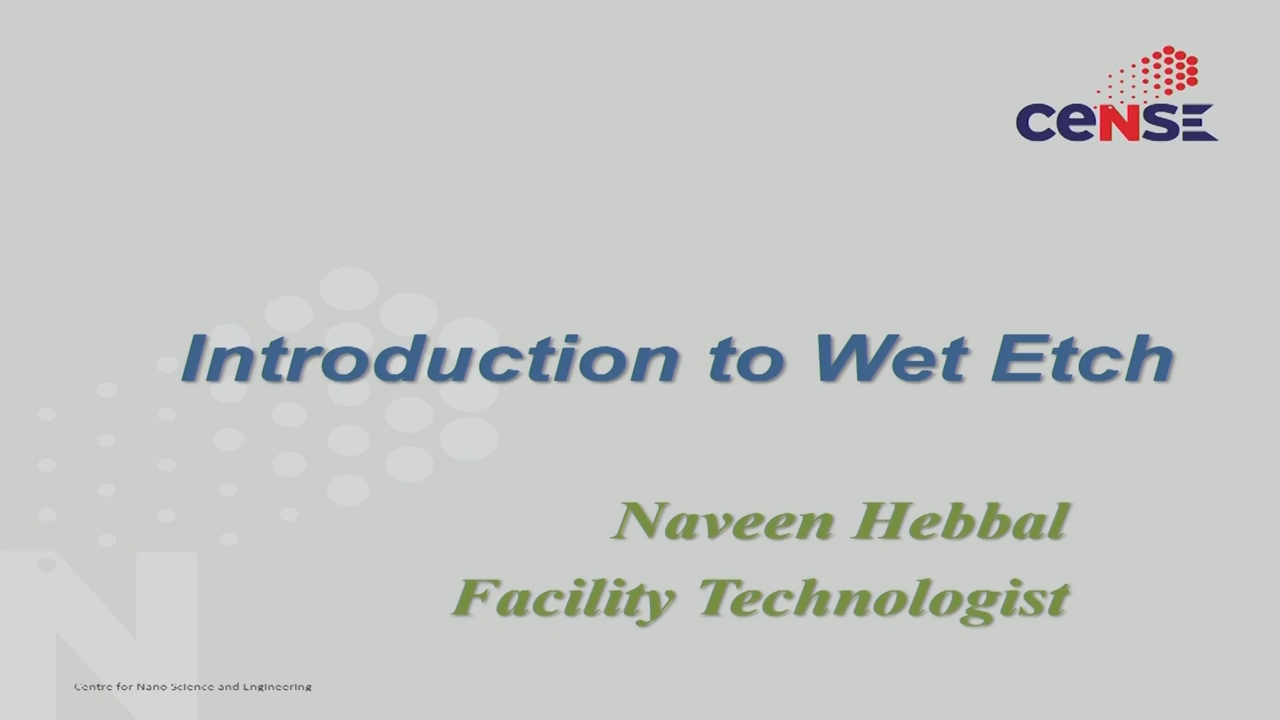 CeNSE
Introduction to Wet Etch
Naveen Hebbal
Facility Technologist
Centre for Nano Science and Engineering